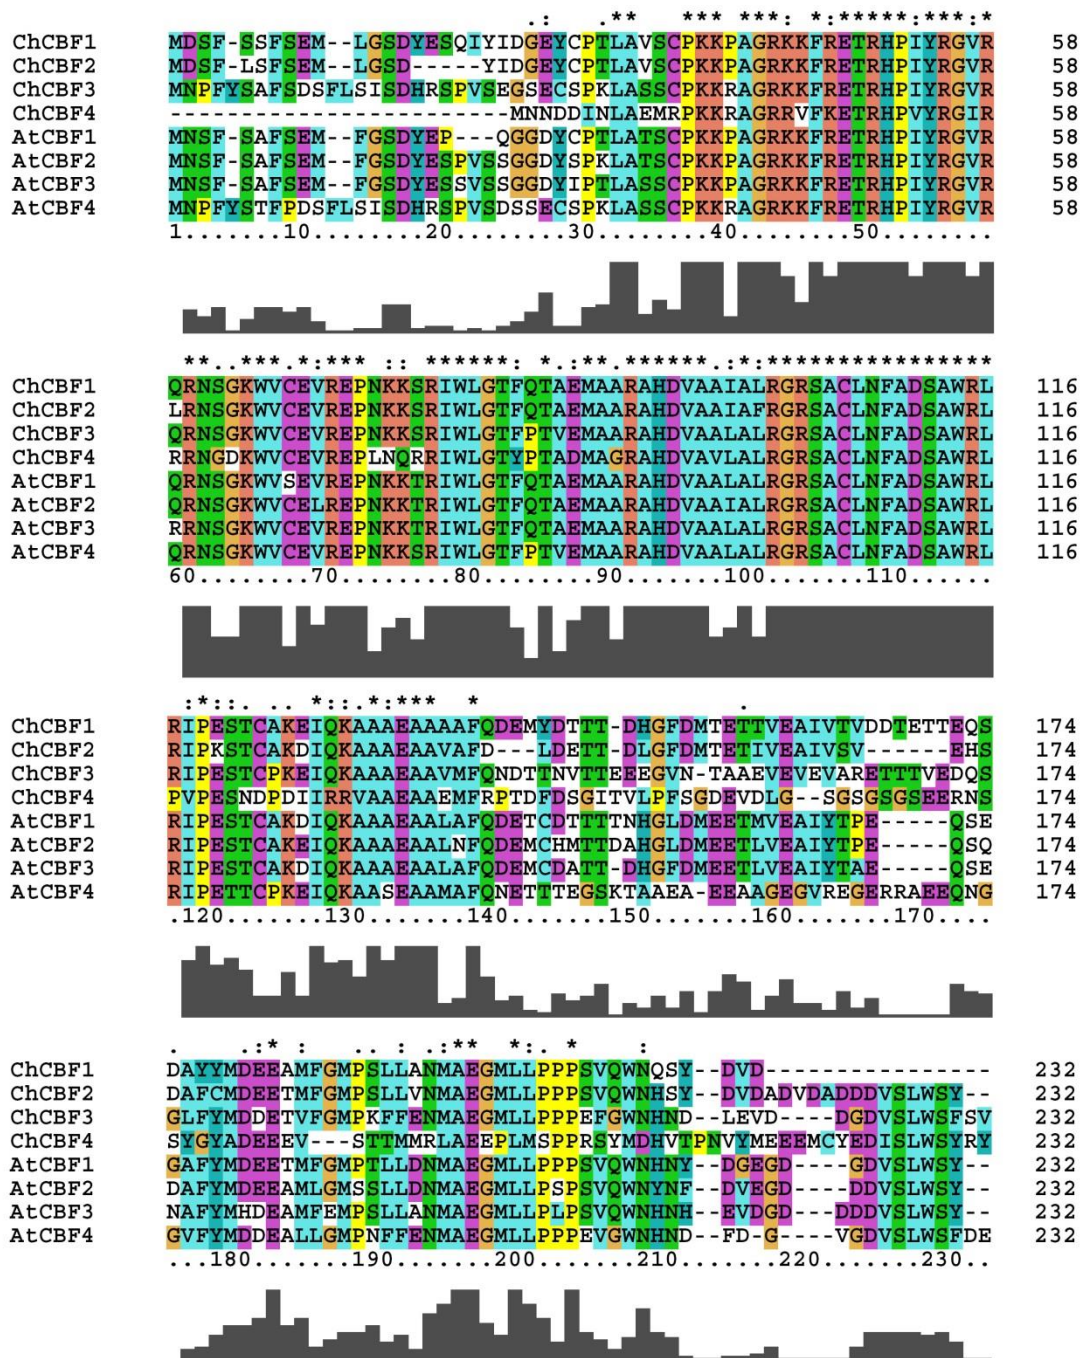 .: .:** *** ***: *:*****:***:*
ChCBF1 MDSF-SSFSEM--LGSDYESQIYIDGEYCPTLAVSCPKKPAGRKKFRETRHPIYRGVR 58
ChCBF2 MDSF-LSFSEM--LGSD-----YIDGEYCPTLAVSCPKKPAGRKKFRETRHPIYRGVR 58
ChCBF3 MNPFYSAFSDSFLSISDHRSPVSEGSECSPKLASSCPKKRAGRKKFRETRHPIYRGVR 58
ChCBF4 ------------------------MNNDDINLAEMRPKKRAGRRVFKETRHPVYRGIR 58
AtCBF1 MNSF-SAFSEM--FGSDYEP---QGGDYCPTLATSCPKKPAGRKKFRETRHPIYRGVR 58
AtCBF2 MNSF-SAFSEM--FGSDYESPVSSGGDYSPKLATSCPKKPAGRKKFRETRHPIYRGVR 58
AtCBF3 MNSF-SAFSEM--FGSDYESSVSSGGDYIPTLASSCPKKPAGRKKFRETRHPIYRGVR 58
AtCBF4 MNPFYSTFPDSFLSISDHRSPVSDSSECSPKLASSCPKKRAGRKKFRETRHPIYRGVR 58
1........10........20........30........40........50........
**.. ***.*:*** :: ******: *.:** ******.:*:****************
ChCBF1 QRNSGKWVCEVREPNKKSRIWLGTFQTAEMAARAHDVAAIALRGRSACLNFADSAWRL 116
ChCBF2 LRNSGKWVCEVREPNKKSRIWLGTFQTAEMAARAHDVAAIAFRGRSACLNFADSAWRL 116
ChCBF3 QRNSGKWVCEVREPNKKSRIWLGTFPTVEMAARAHDVAALALRGRSACLNFADSAWRL 116
ChCBF4 RRNGDKWVCEVREPLNQRRIWLGTYPTADMAGRAHDVAVLALRGRSACLNFADSAWRL 116
AtCBF1 QRNSGKWVSEVREPNKKTRIWLGTFQTAEMAARAHDVAALALRGRSACLNFADSAWRL 116
AtCBF2 QRNSGKWVCELREPNKKTRIWLGTFQTAEMAARAHDVAAIALRGRSACLNFADSAWRL 116
AtCBF3 RRNSGKWVCEVREPNKKTRIWLGTFQTAEMAARAHDVAALALRGRSACLNFADSAWRL 116
AtCBF4 QRNSGKWVCEVREPNKKSRIWLGTFPTVEMAARAHDVAALALRGRSACLNFADSAWRL 116
60........70........80........90........100.......110.......
:*::. .. *::.*:*** * .
ChCBF1 RIPESTCAKEIQKAAAEAAAAFQDEMYDTTT-DHGFDMTETTVEAIVTVDDTETTEQS 174
ChCBF2 RIPKSTCAKDIQKAAAEAAVAFD---LDETT-DLGFDMTETIVEAIVSV------EHS 174
ChCBF3 RIPESTCPKEIQKAAAEAAVMFQNDTTNVTTEEEGVN-TAAEVEVEVARETTTVEDQS 174
ChCBF4 PVPESNDPDIIRRVAAEAAEMFRPTDFDSGITVLPFSGDEVDLG--SGSGSGSEERNS 174
AtCBF1 RIPESTCAKDIQKAAAEAALAFQDETCDTTTTNHGLDMEETMVEAIYTPE-----QSE 174
AtCBF2 RIPESTCAKEIQKAAAEAALNFQDEMCHMTTDAHGLDMEETLVEAIYTPE-----QSQ 174
AtCBF3 RIPESTCAKDIQKAAAEAALAFQDEMCDATT-DHGFDMEETLVEAIYTAE-----QSE 174
AtCBF4 RIPETTCPKEIQKAASEAAMAFQNETTTEGSKTAAEA-EEAAGEGVREGERRAEEQNG 174
.120.......130.......140.......150.......160.......170.....
. .:* : .. : .:** *:. * :
ChCBF1 DAYYMDEEAMFGMPSLLANMAEGMLLPPPSVQWNQSY--DVD---------------- 232
ChCBF2 DAFCMDEETMFGMPSLLVNMAEGMLLPPPSVQWNHSY--DVDADVDADDDVSLWSY-- 232
ChCBF3 GLFYMDDETVFGMPKFFENMAEGMLLPPPEFGWNHND--LEVD----DGDVSLWSFSV 232
ChCBF4 SYGYADEEEV---STTMMRLAEEPLMSPPRSYMDHVTPNVYMEEEMCYEDISLWSYRY 232
AtCBF1 GAFYMDEETMFGMPTLLDNMAEGMLLPPPSVQWNHNY--DGEGD----GDVSLWSY-- 232
AtCBF2 DAFYMDEEAMLGMSSLLDNMAEGMLLPSPSVQWNYNF--DVEGD----DDVSLWSY-- 232
AtCBF3 NAFYMHDEAMFEMPSLLANMAEGMLLPLPSVQWNHNH--EVDGD---DDDVSLWSY-- 232
AtCBF4 GVFYMDDEALLGMPNFFENMAEGMLLPPPEVGWNHND--FD-G----VGDVSLWSFDE 232
....180.......190.......200.......210.......220.......230..